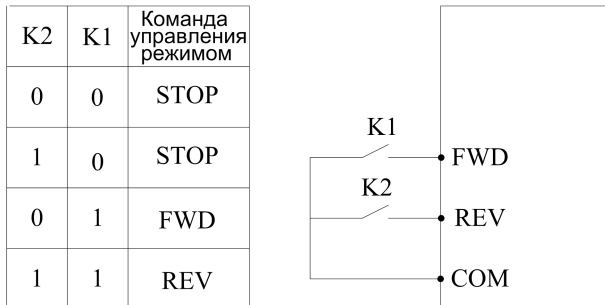 K2 K1 Команда
управления
режимом
0 0 STOP
1 0 STOP
0 1 FWD
1 1 REV
K1
FWD
K2
REV
COM